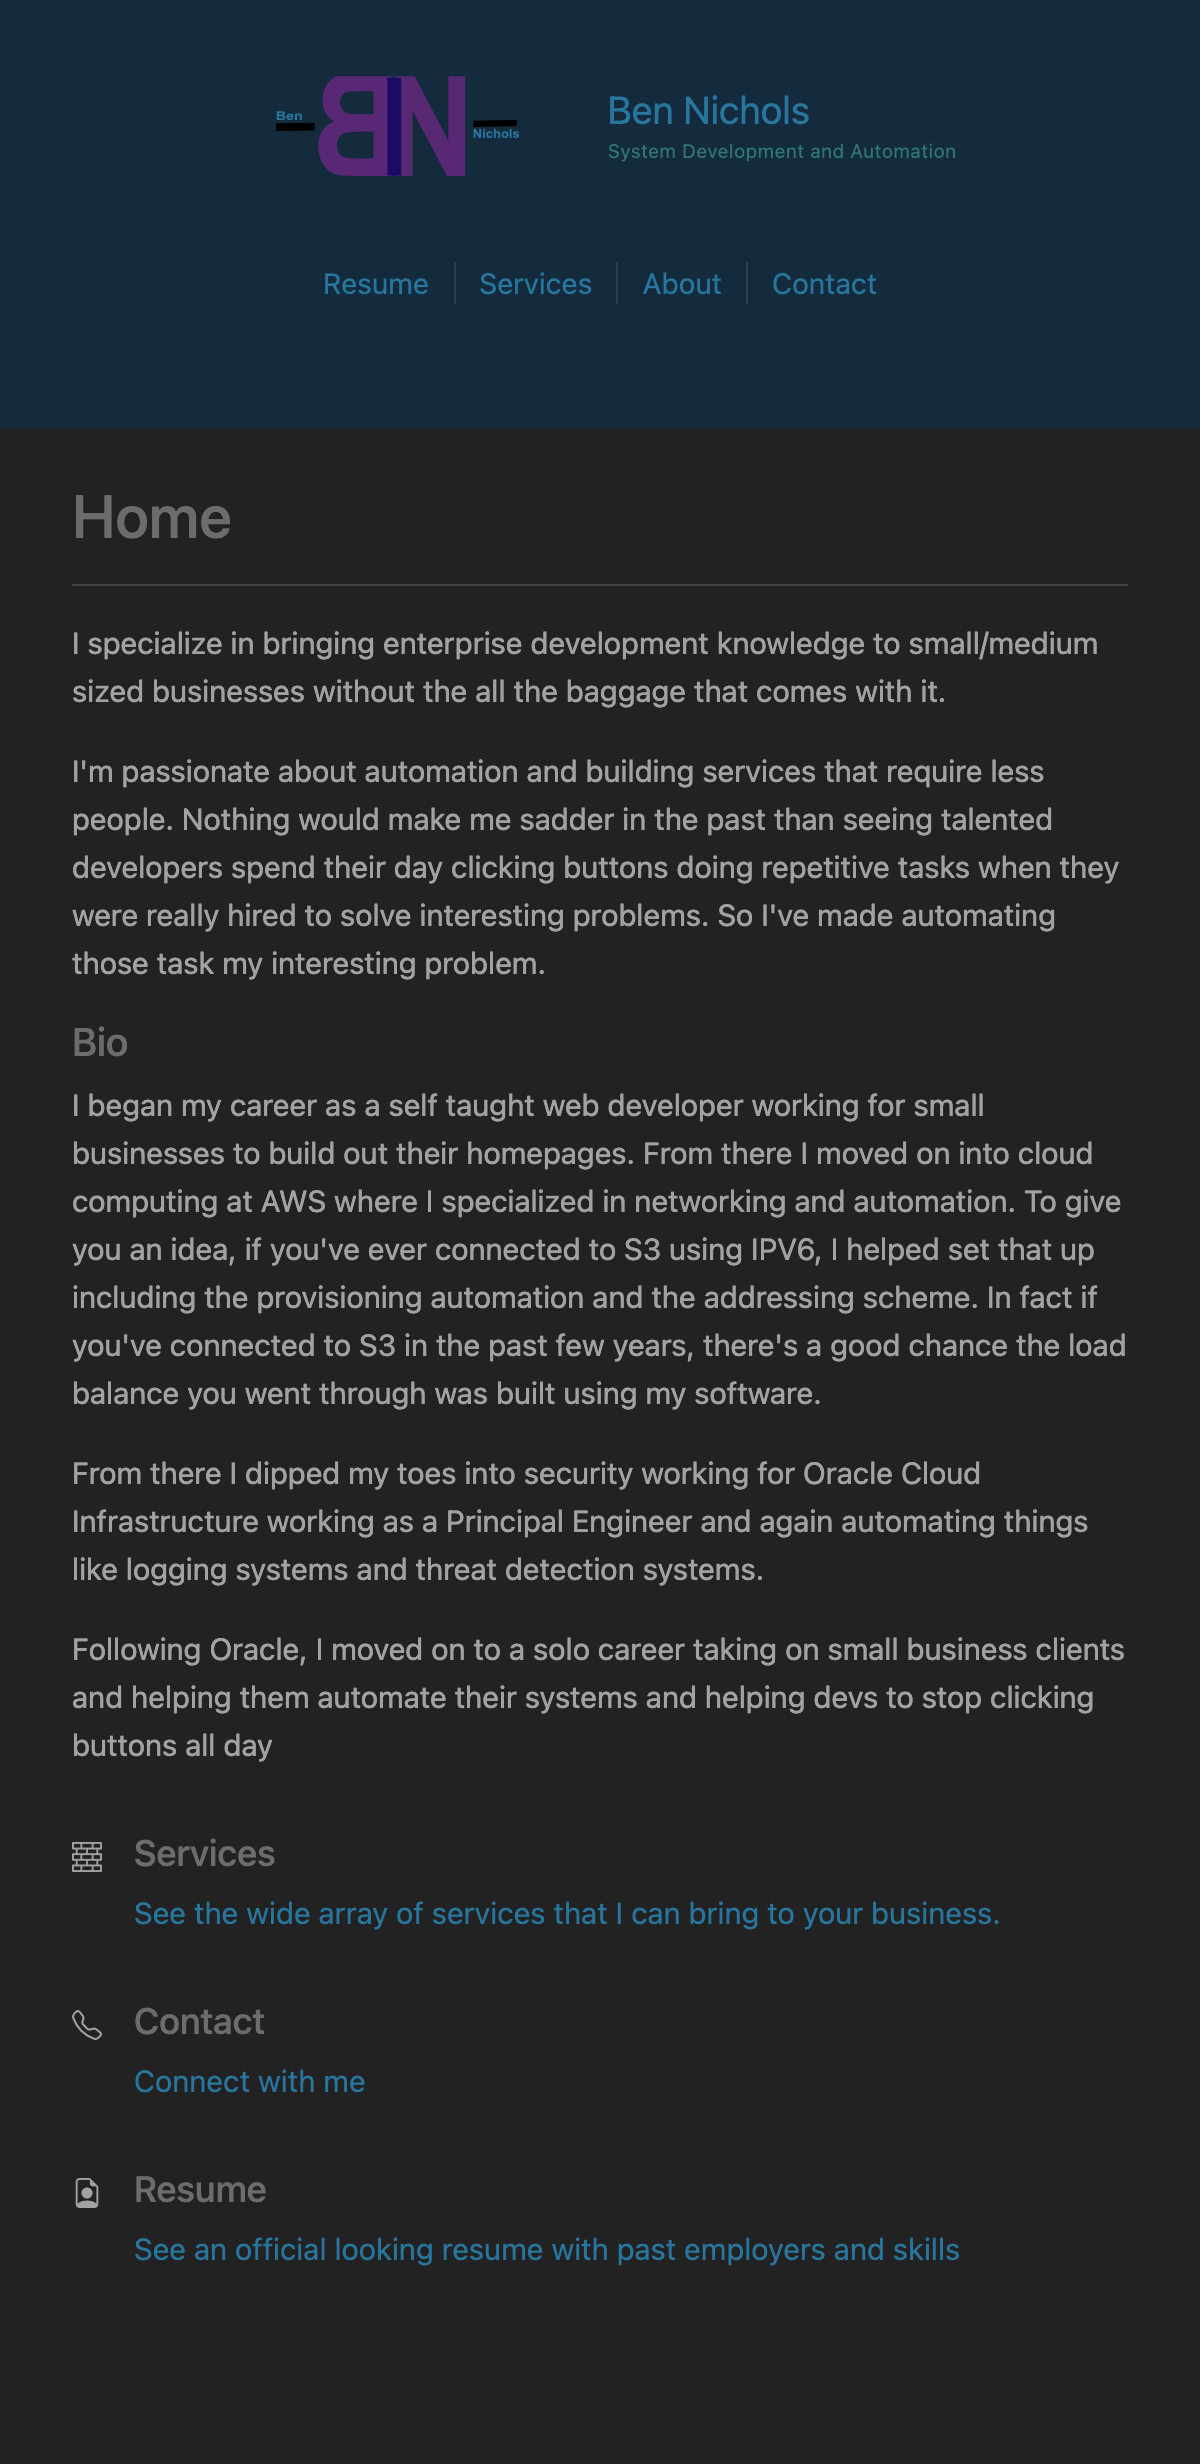 Ben
BN
Nichols
Ben Nichols
System Development and Automation
Resume
Services
About
Contact
Home
I specialize in bringing enterprise development knowledge to small/medium
sized businesses without the all the baggage that comes with it.
I'm passionate about automation and building services that require less
people. Nothing would make me sadder in the past than seeing talented
developers spend their day clicking buttons doing repetitive tasks when they
were really hired to solve interesting problems. So I've made automating
those task my interesting problem.
Bio
I began my career as a self taught web developer working for small
businesses to build out their homepages. From there I moved on into cloud
computing at AWS where I specialized in networking and automation. To give
you an idea, if you've ever connected to S3 using IPV6, I helped set that up
including the provisioning automation and the addressing scheme. In fact if
you've connected to S3 in the past few years, there's a good chance the load
balance you went through was built using my software.
From there I dipped my toes into security working for Oracle Cloud
Infrastructure working as a Principal Engineer and again automating things
like logging systems and threat detection systems.
Following Oracle, I moved on to a solo career taking on small business clients
and helping them automate their systems and helping devs to stop clicking
buttons all day
Services
See the wide array of services that I can bring to your business.
Contact
Connect with me
Resume
See an official looking resume with past employers and skills